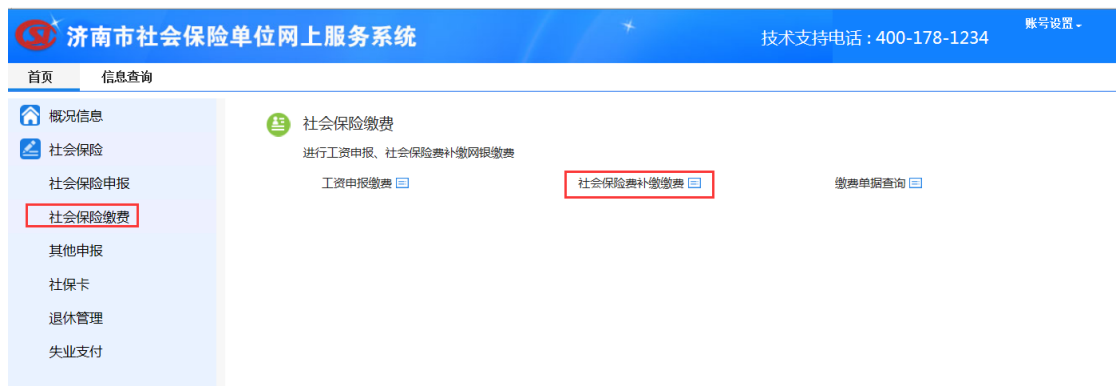 济南市社会保险单位网上服务系统
技术支持电话：400-178-1234
账号设置
首页 信息查询
概况信息
社会保险
社会保险申报
社会保险缴费
其他申报
社保卡
退休管理
失业支付
社会保险缴费
进行工资申报、社会保险费补缴网银缴费
工资申报缴费 社会保险费补缴缴费 缴费单据查询